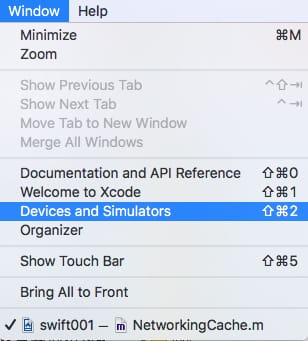 Window Help
Minimize ⌘M
Zoom
Show Previous Tab ⌃⇧⇥
Show Next Tab ⌃⇥
Move Tab to New Window
Merge All Windows
Documentation and API Reference ⇧⌘0
Welcome to Xcode ⇧⌘1
Devices and Simulators ⇧⌘2
Organizer
Show Touch Bar ⇧⌘5
Bring All to Front
✓ swift001 — m NetworkingCache.m